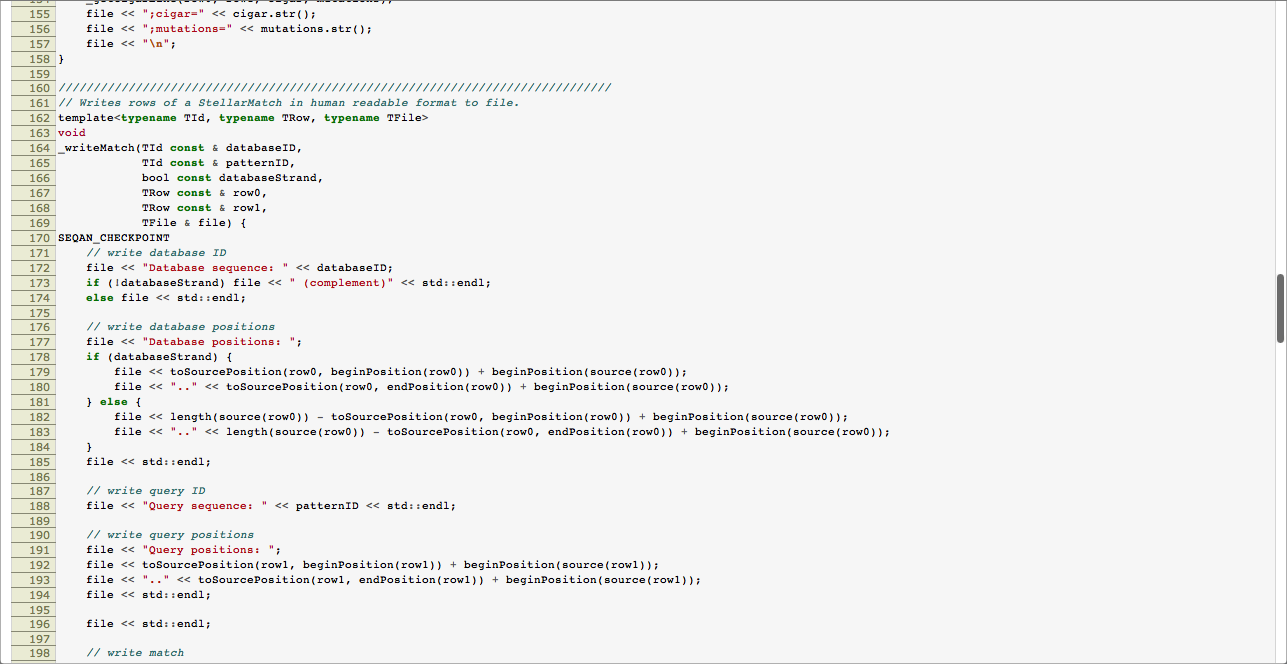 155 file << ";cigar=" << cigar.str();
156 file << ";mutations=" << mutations.str();
157 file << "\n";
158 }
159
160 ///////////////////////////////////////////////////////////////////////////////
161 // Writes rows of a StellarMatch in human readable format to file.
162 template<typename TId, typename TRow, typename TFile>
163 void
164 _writeMatch(TId const & databaseID,
165 TId const & patternID,
166 bool const databaseStrand,
167 TRow const & row0,
168 TRow const & row1,
169 TFile & file) {
170 SEQAN_CHECKPOINT
171 // write database ID
172 file << "Database sequence: " << databaseID;
173 if (!databaseStrand) file << " (complement)" << std::endl;
174 else file << std::endl;
175
176 // write database positions
177 file << "Database positions: ";
178 if (databaseStrand) {
179 file << toSourcePosition(row0, beginPosition(row0)) + beginPosition(source(row0));
180 file << ".." << toSourcePosition(row0, endPosition(row0)) + beginPosition(source(row0));
181 } else {
182 file << length(source(row0)) - toSourcePosition(row0, beginPosition(row0)) + beginPosition(source(row0));
183 file << ".." << length(source(row0)) - toSourcePosition(row0, endPosition(row0)) + beginPosition(source(row0));
184 }
185 file << std::endl;
186
187 // write query ID
188 file << "Query sequence: " << patternID << std::endl;
189
190 // write query positions
191 file << "Query positions: ";
192 file << toSourcePosition(row1, beginPosition(row1)) + beginPosition(source(row1));
193 file << ".." << toSourcePosition(row1, endPosition(row1)) + beginPosition(source(row1));
194 file << std::endl;
195
196 file << std::endl;
197
198 // write match